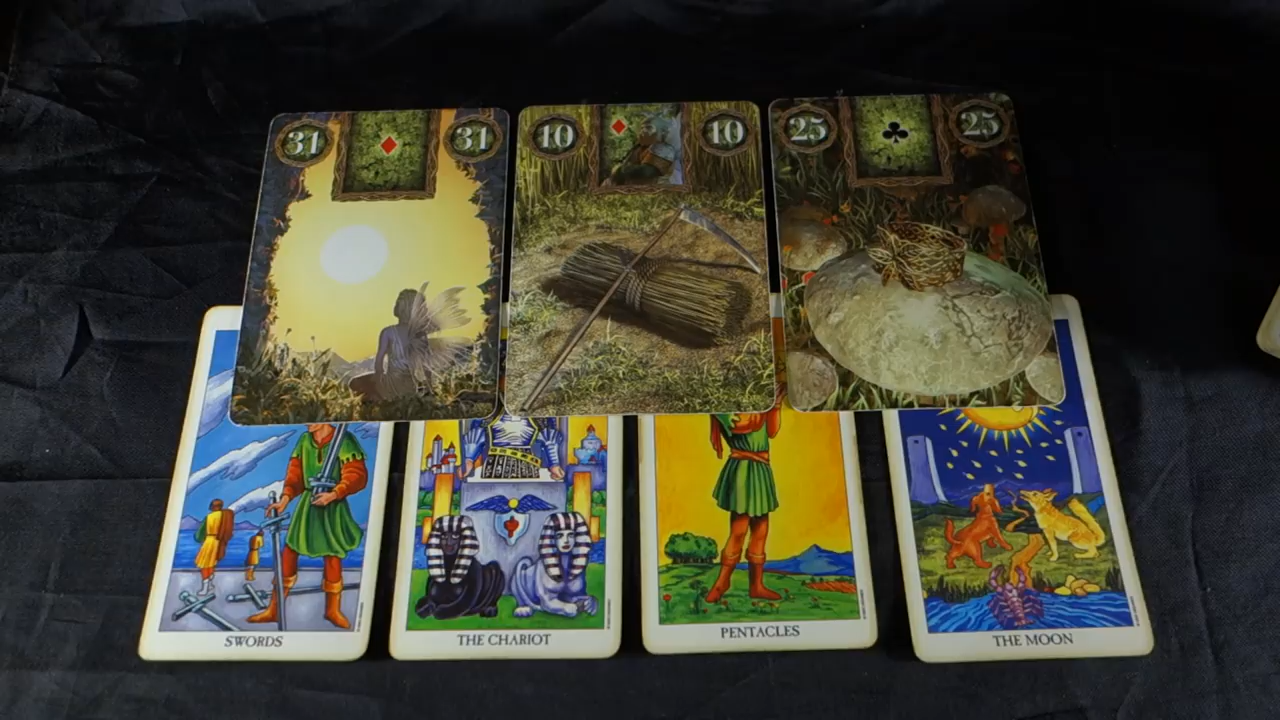 31 31
10 10
25 25
SWORDS
THE CHARIOT
PENTACLES
THE MOON